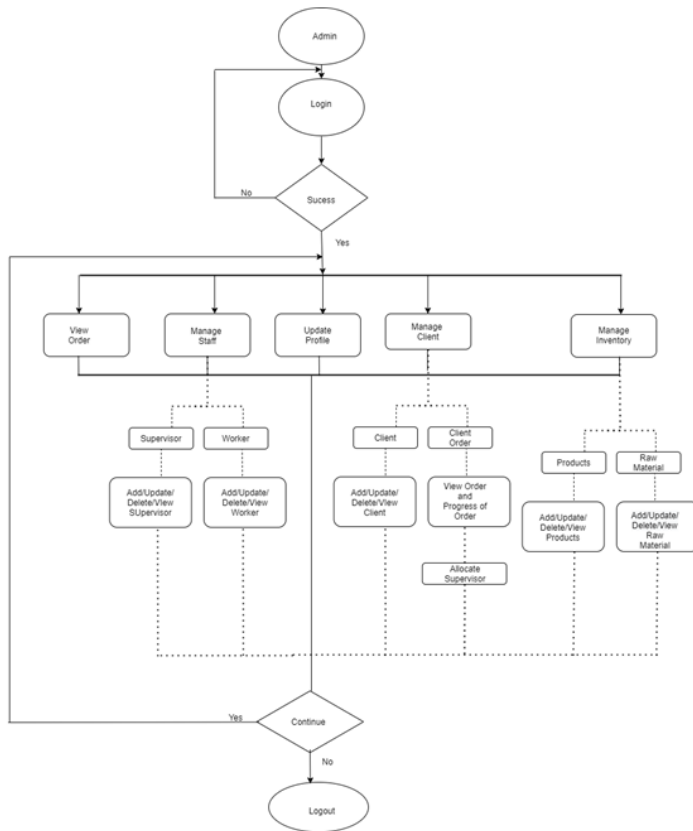 Admin
Login
No
Sucess
Yes
View
Order
Manage
Staff
Update
Profile
Manage
Client
Manage
Inventory
Supervisor
Worker
Client
Client
Order
Products
Raw
Material
Add/Update/
Delete/View
SUpervisor
Add/Update/
Delete/View
Worker
Add/Update/
Delete/View
Client
View Order
and
Progress of
Order
Add/Update/
Delete/View
Products
Add/Update/
Delete/View
Raw
Material
Allocate
Supervisor
Yes
Continue
No
Logout